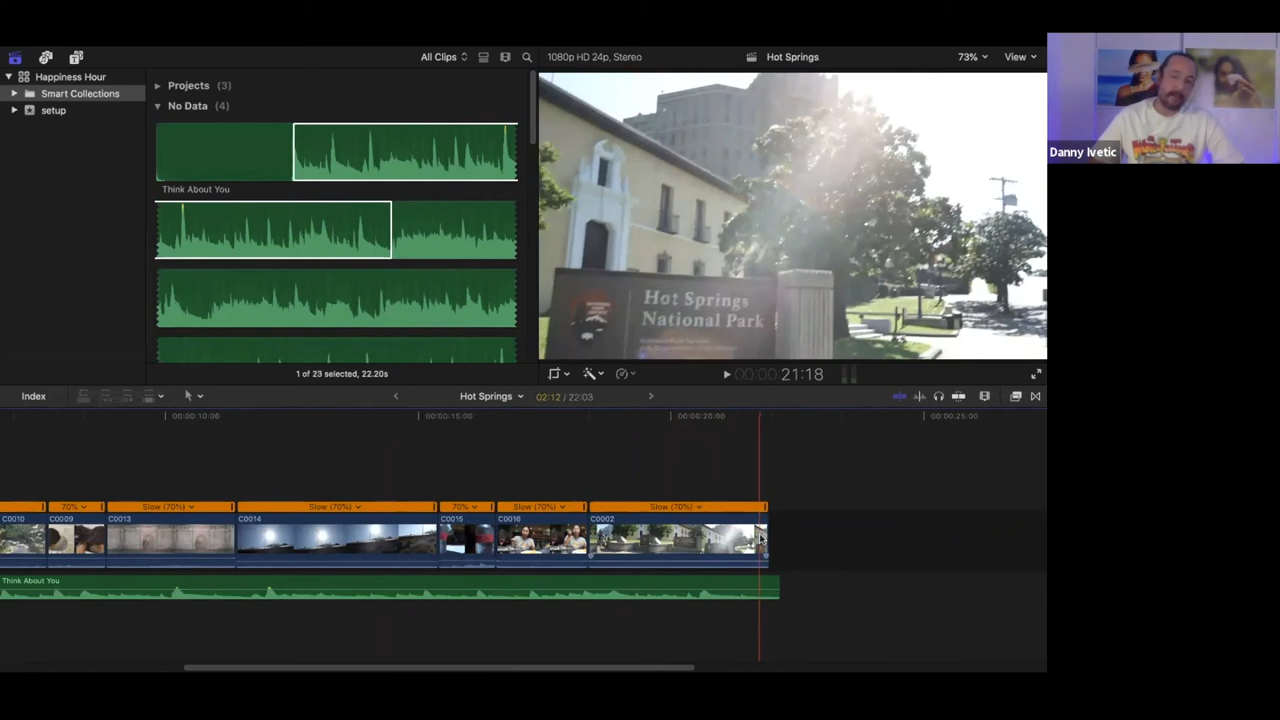 All Clips
1080p HD 24p, Stereo
Hot Springs
73%
View
Happiness Hour
Smart Collections
setup
Projects (3)
No Data (4)
Think About You
Hot Springs
National Park
Danny Ivetic
1 of 23 selected, 22.20s
00:00:21:18
Index
Hot Springs
02:12 / 22:03
00:00:10:00
00:00:15:00
00:00:20:00
00:00:25:00
70%
Slow (70%)
Slow (70%)
70%
Slow (70%)
Slow (70%)
C0010
C0009
C0013
C0014
C0015
C0016
C0002
Think About You